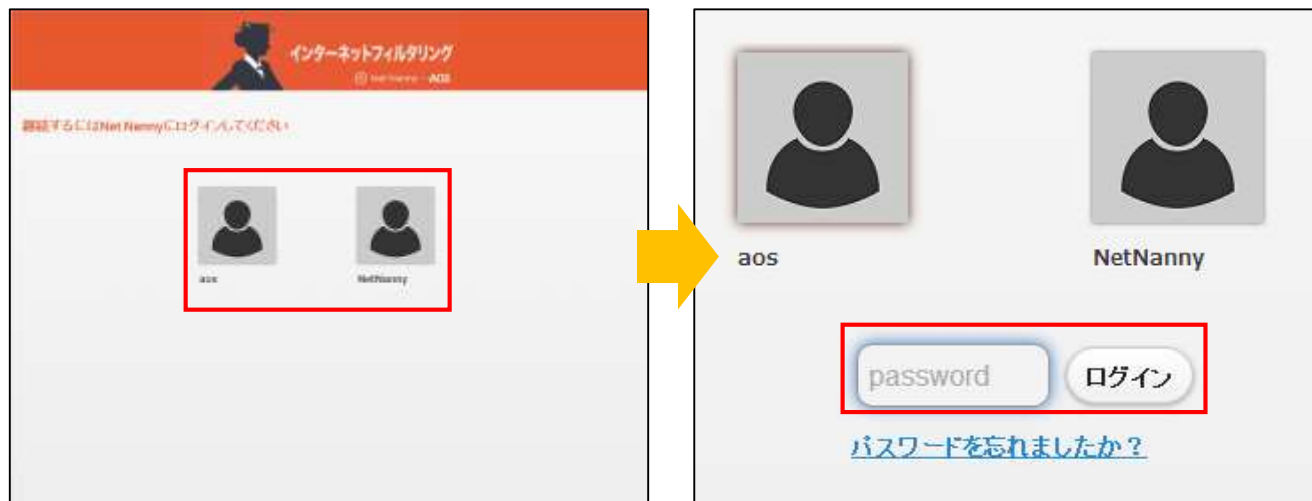 インターネットフィルタリング
Net Nanny AOS
継続するにはNet Nannyにログインしてください
aos
NetNanny
aos
NetNanny
password
ログイン
パスワードを忘れましたか？